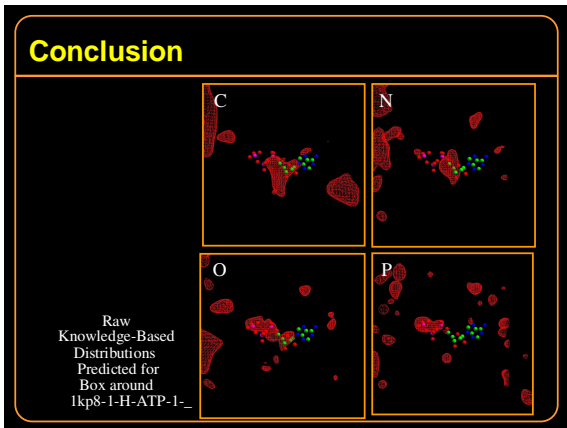 Conclusion
C
N
O
P
Raw
Knowledge-Based
Distributions
Predicted for
Box around
1kp8-1-H-ATP-1-_